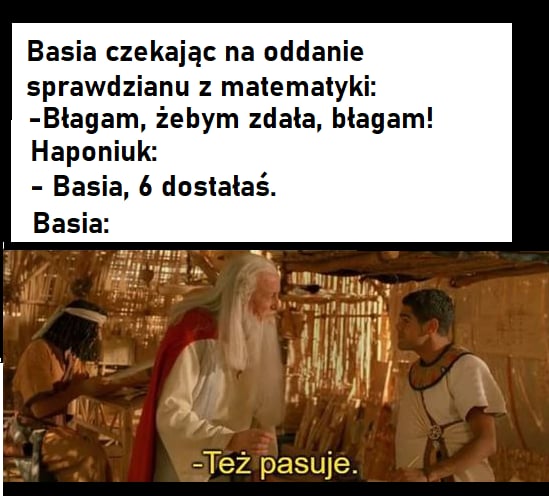 Basia czekając na oddanie
sprawdzianu z matematyki:
-Błagam, żebym zdała, błagam!
Haponiuk:
- Basia, 6 dostałaś.
Basia:
-Też pasuje.